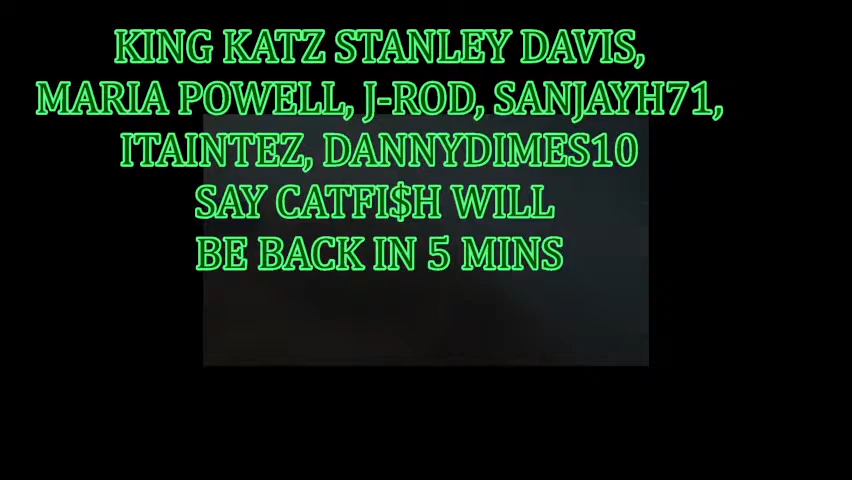 KING KATZ STANLEY DAVIS,
MARIA POWELL, J-ROD, SANJAYH71,
ITAINTEZ, DANNYDIMES10
SAY CATFI$H WILL
BE BACK IN 5 MINS